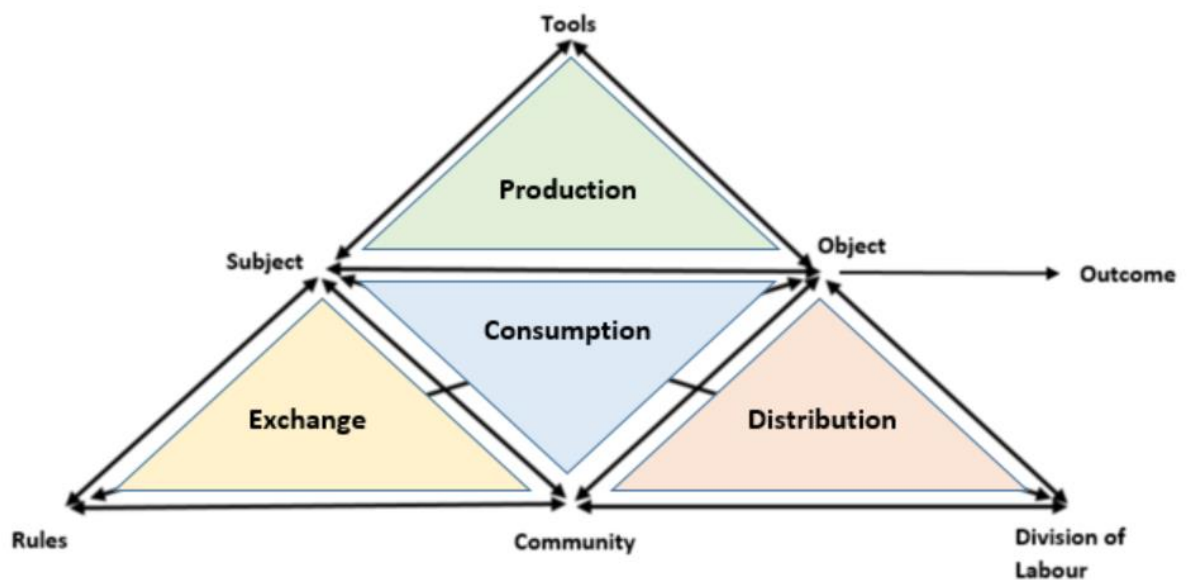 Tools
Production
Subject
Object
Outcome
Consumption
Exchange
Distribution
Rules
Community
Division of
Labour